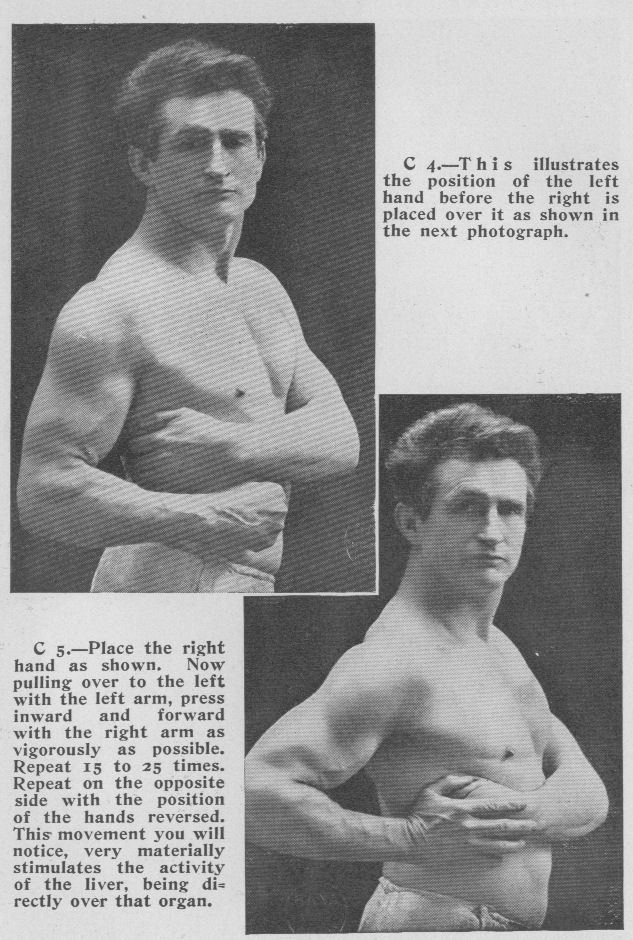 C 4.—This illustrates
the position of the left
hand before the right is
placed over it as shown in
the next photograph.
C 5.—Place the right
hand as shown. Now
pulling over to the left
with the left arm, press
inward and forward
with the right arm as
vigorously as possible.
Repeat 15 to 25 times.
Repeat on the opposite
side with the position
of the hands reversed.
This movement you will
notice, very materially
stimulates the activity
of the liver, being di=
rectly over that organ.